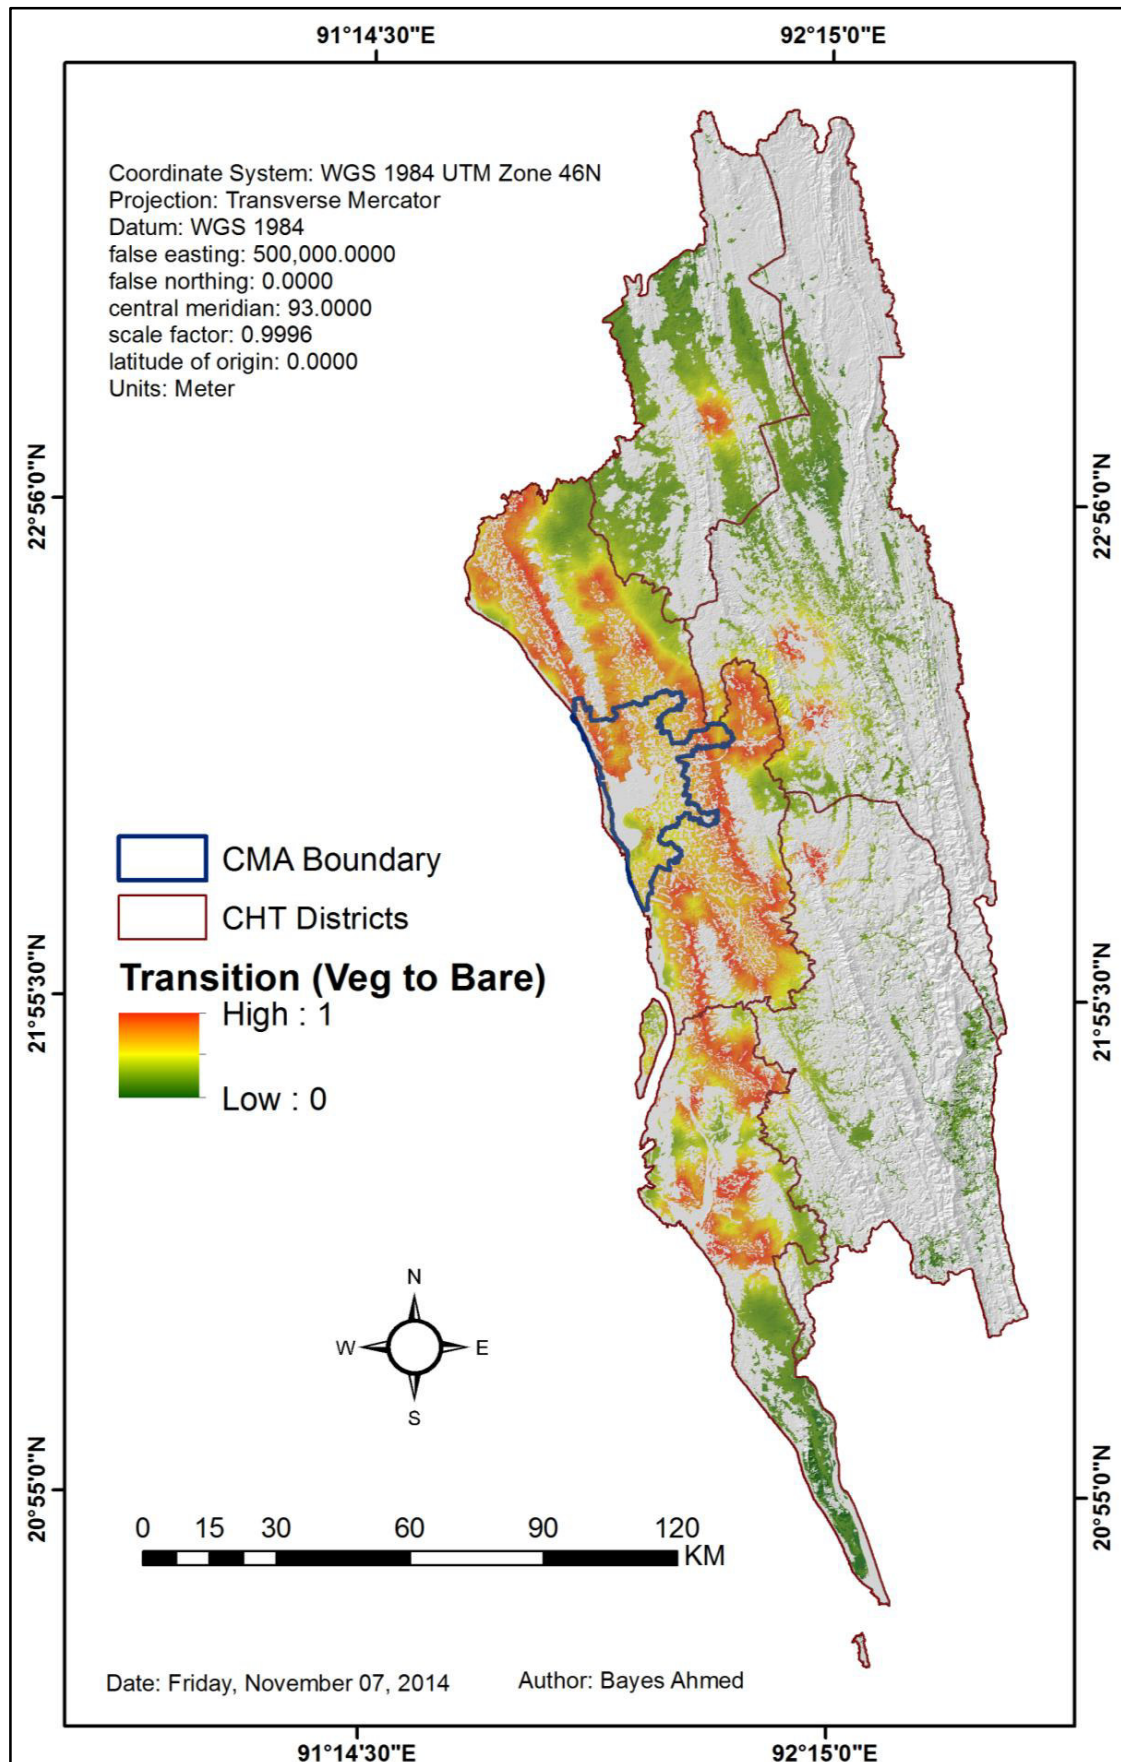 91°14'30"E 92°15'0"E
Coordinate System: WGS 1984 UTM Zone 46N
Projection: Transverse Mercator
Datum: WGS 1984
false easting: 500,000.0000
false northing: 0.0000
central meridian: 93.0000
scale factor: 0.9996
latitude of origin: 0.0000
Units: Meter
22°56'0"N 22°56'0"N
CMA Boundary
CHT Districts
Transition (Veg to Bare)
High : 1
Low : 0
21°55'30"N 21°55'30"N
N
W E
S
20°55'0"N 20°55'0"N
0 15 30 60 90 120
KM
Date: Friday, November 07, 2014 Author: Bayes Ahmed
91°14'30"E 92°15'0"E